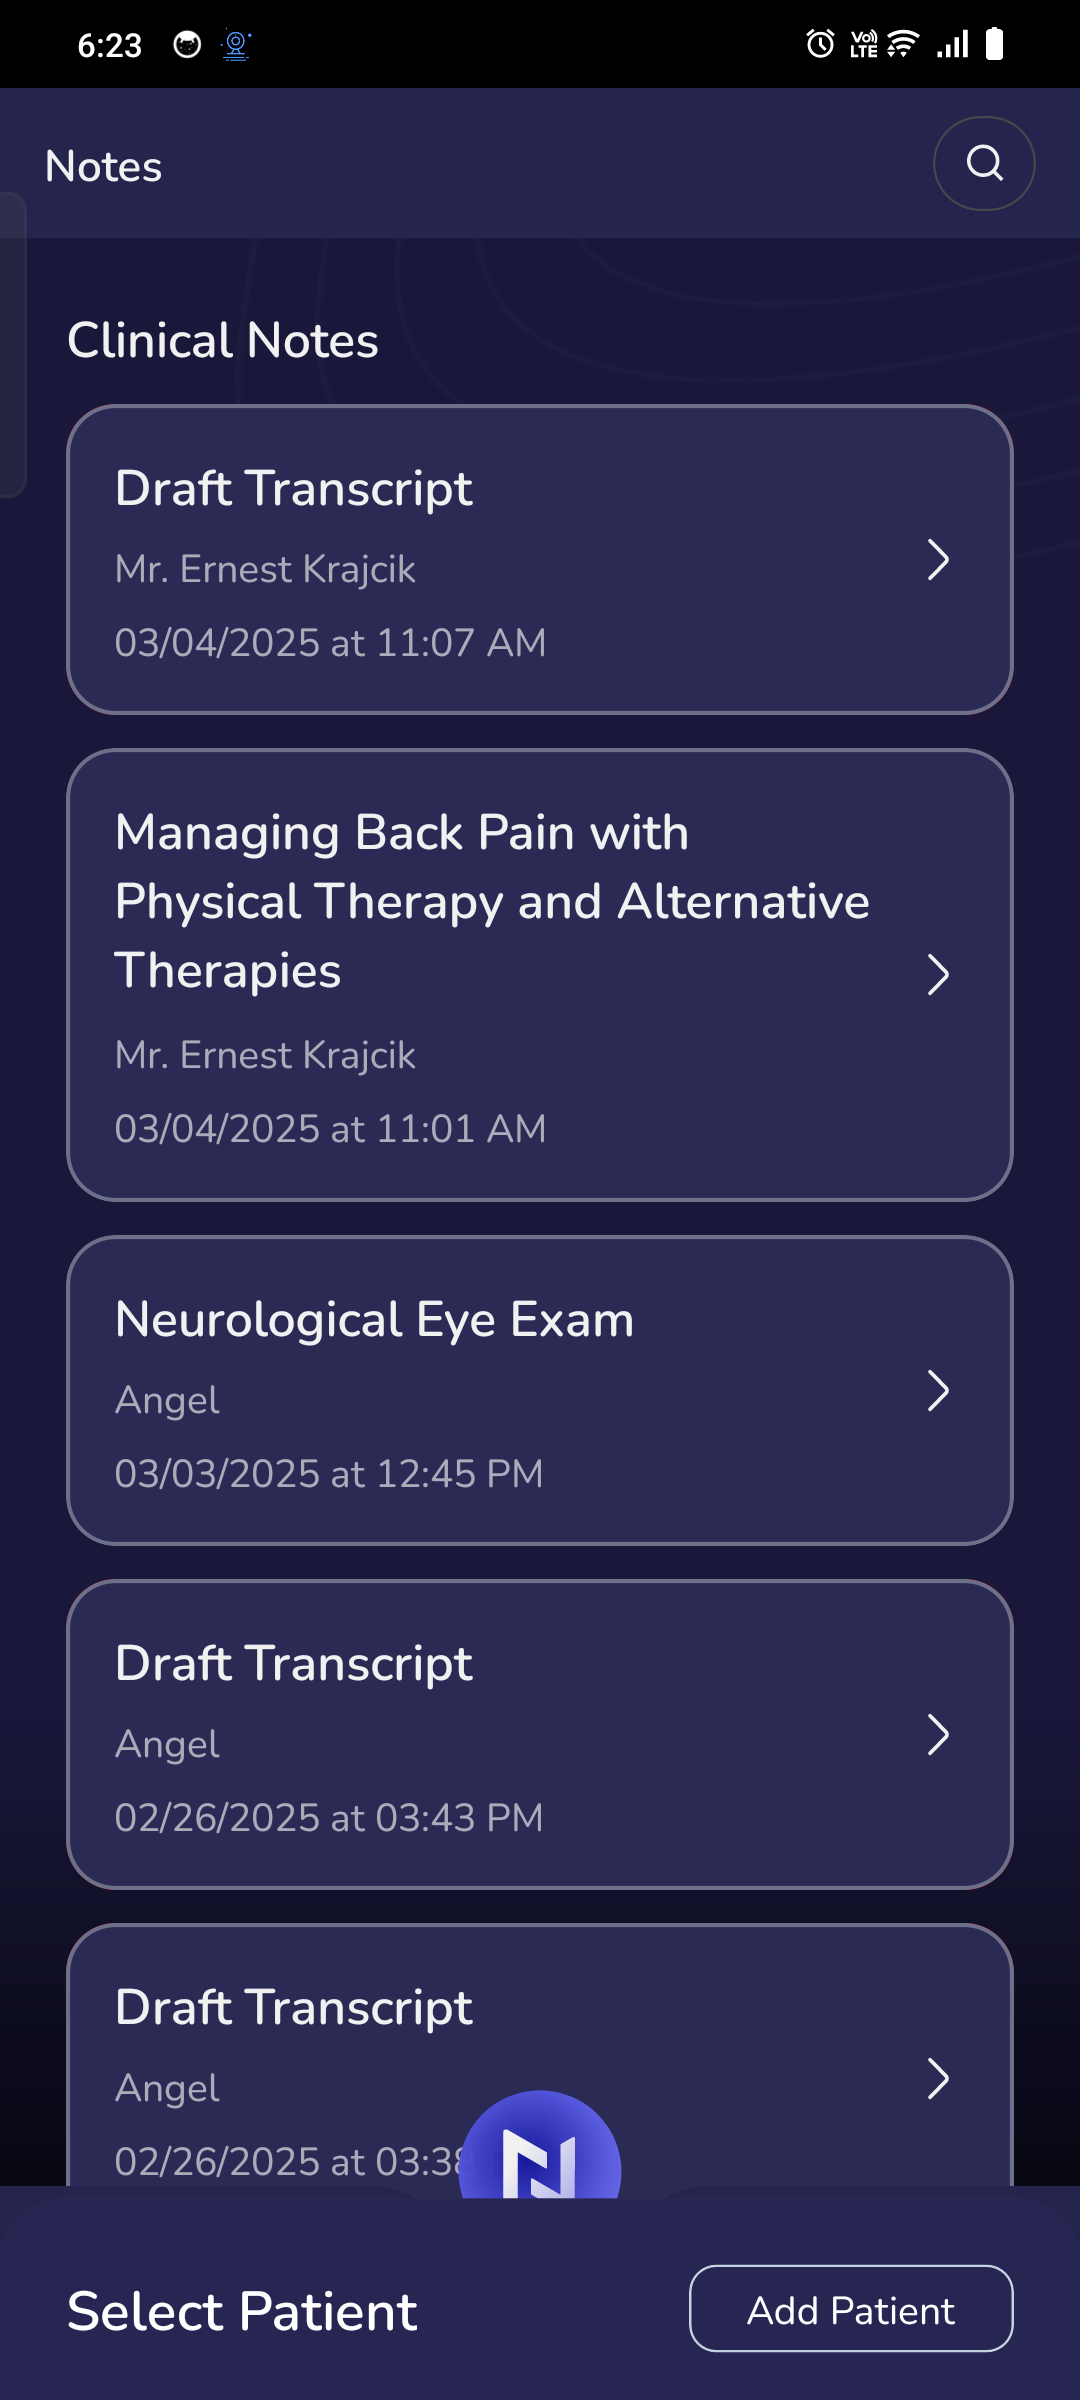 6:23
Vo) LTE
Notes
Clinical Notes
Draft Transcript
Mr. Ernest Krajcik
03/04/2025 at 11:07 AM
Managing Back Pain with
Physical Therapy and Alternative
Therapies
Mr. Ernest Krajcik
03/04/2025 at 11:01 AM
Neurological Eye Exam
Angel
03/03/2025 at 12:45 PM
Draft Transcript
Angel
02/26/2025 at 03:43 PM
Draft Transcript
Angel
02/26/2025 at 03:38
Select Patient
Add Patient